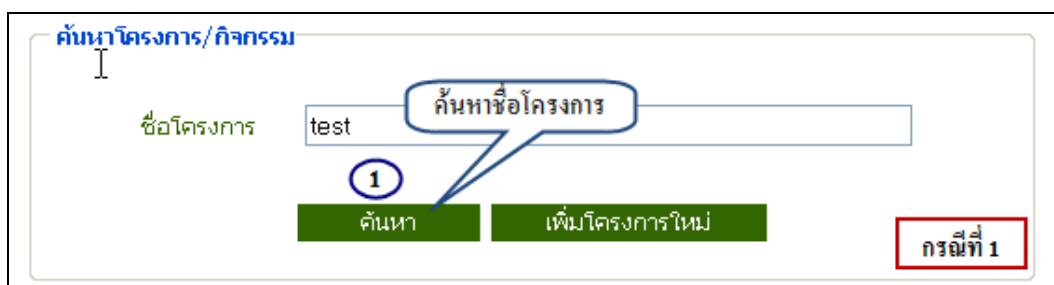 ค้นหาโครงการ/กิจกรรม
ค้นหาชื่อโครงการ
ชื่อโครงการ test
1
ค้นหา เพิ่มโครงการใหม่
กรณีที่ 1